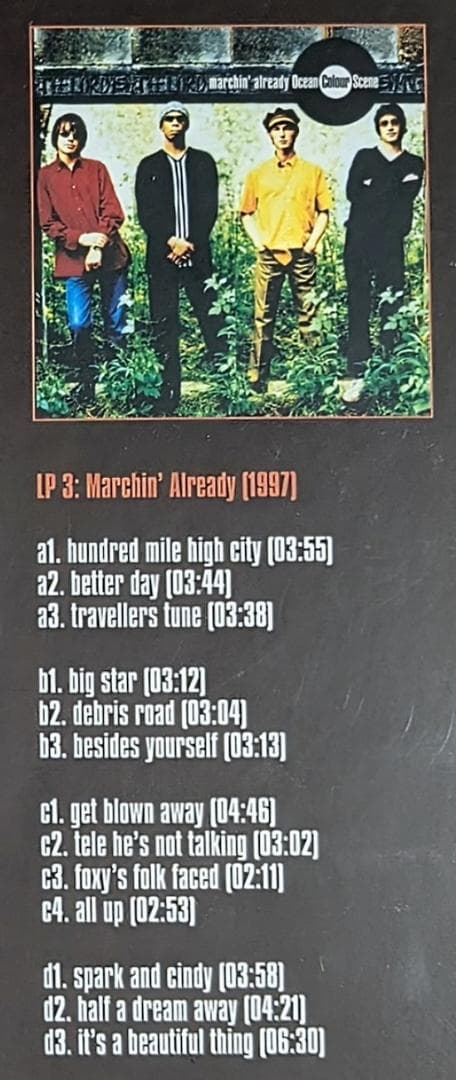 marchin' already Ocean Colour Scene
LP 3: Marchin' Already (1997)
a1. hundred mile high city (03:55)
a2. better day (03:44)
a3. travellers tune (03:38)
b1. big star (03:12)
b2. debris road (03:04)
b3. besides yourself (03:13)
c1. get blown away (04:46)
c2. tele he's not talking (03:02)
c3. foxy's folk faced (02:11)
c4. all up (02:53)
d1. spark and cindy (03:58)
d2. half a dream away (04:21)
d3. it's a beautiful thing (06:30)